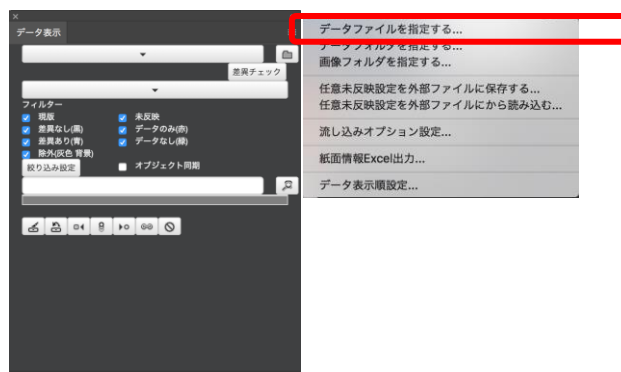 データ表示
差異チェック
フィルター
現版
未反映
差異なし(黒)
データのみ(赤)
差異あり(青)
データなし(緑)
除外(灰色 背景)
絞り込み設定
オブジェクト同期
データファイルを指定する...
データフォルダを指定する...
画像フォルダを指定する...
任意未反映設定を外部ファイルに保存する...
任意未反映設定を外部ファイルにから読み込む...
流し込みオプション設定...
紙面情報Excel出力...
データ表示順設定...